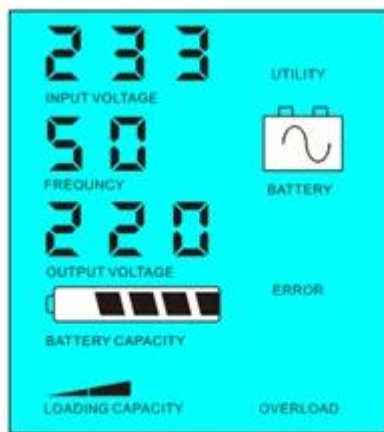 233
UTILITY
INPUT VOLTAGE
50
FREQUNCY
BATTERY
220
OUTPUT VOLTAGE
ERROR
BATTERY CAPACITY
LOADING CAPACITY
OVERLOAD